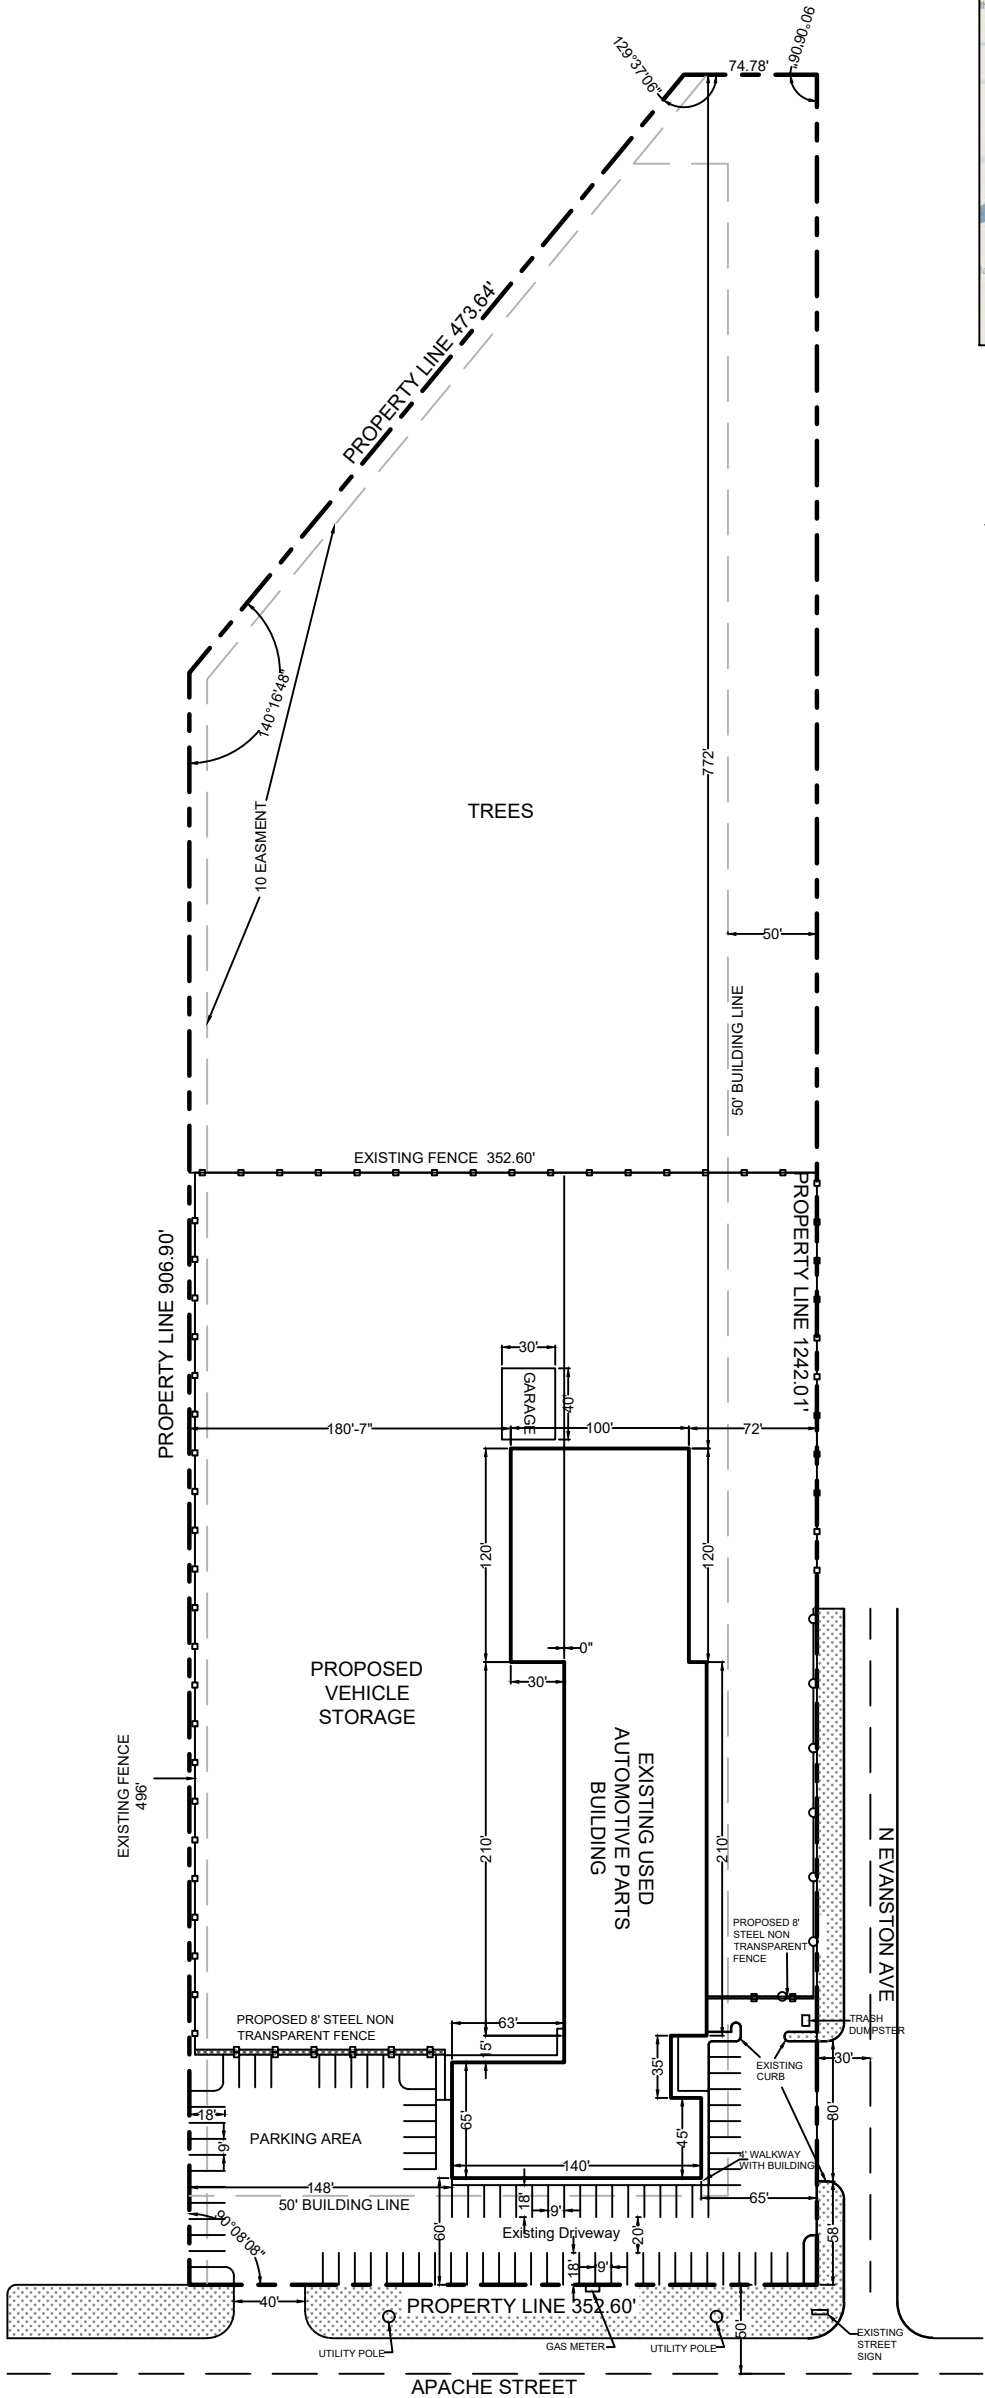 129°37'06"
74.78'
90.90.06
PROPERTY LINE 473.64'
140°16'48"
772'
TREES
10 EASMENT
50'
50' BUILDING LINE
EXISTING FENCE 352.60'
PROPERTY LINE 906.90'
PROPERTY LINE 1242.01'
30'
GARAGE
40'
180'-7"
100'
72'
120'
120'
0"
30'
PROPOSED
VEHICLE
STORAGE
EXISTING FENCE
496'
EXISTING USED
AUTOMOTIVE PARTS
BUILDING
210'
210'
N EVANSTON AVE
PROPOSED 8'
STEEL NON
TRANSPARENT
FENCE
PROPOSED 8' STEEL NON
TRANSPARENT FENCE
63'
15'
35'
TRASH
DUMPSTER
EXISTING
CURB
30'
80'
18'
9'
PARKING AREA
65'
45'
140'
4' WALKWAY
WITH BUILDING
148'
50' BUILDING LINE
65'
18'
9'
60'
58'
90°08'08"
Existing Driveway
20'
18'
9'
40'
PROPERTY LINE 352.60'
50'
UTILITY POLE
GAS METER
UTILITY POLE
EXISTING
STREET
SIGN
APACHE STREET